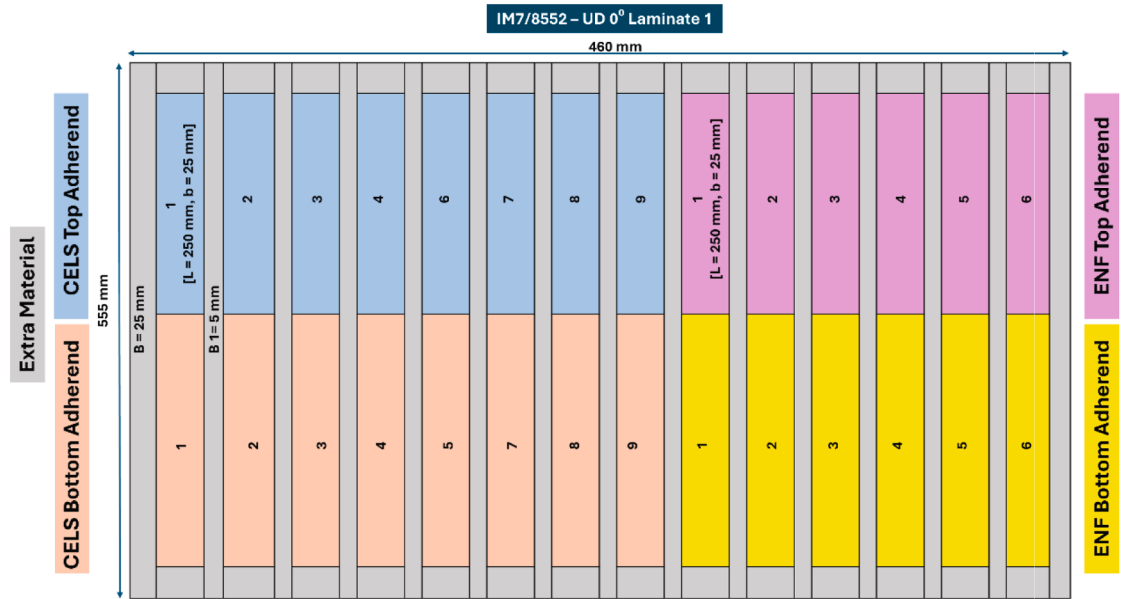 IM7/8552 – UD 0⁰ Laminate 1
460 mm
555 mm
Extra Material
CELS Top Adherend
CELS Bottom Adherend
B = 25 mm
B 1= 5 mm
1
[L = 250 mm, b = 25 mm]
2
3
4
6
7
8
9
1
[L = 250 mm, b = 25 mm]
2
3
4
5
6
1
2
3
4
5
7
8
9
1
2
3
4
5
6
ENF Top Adherend
ENF Bottom Adherend